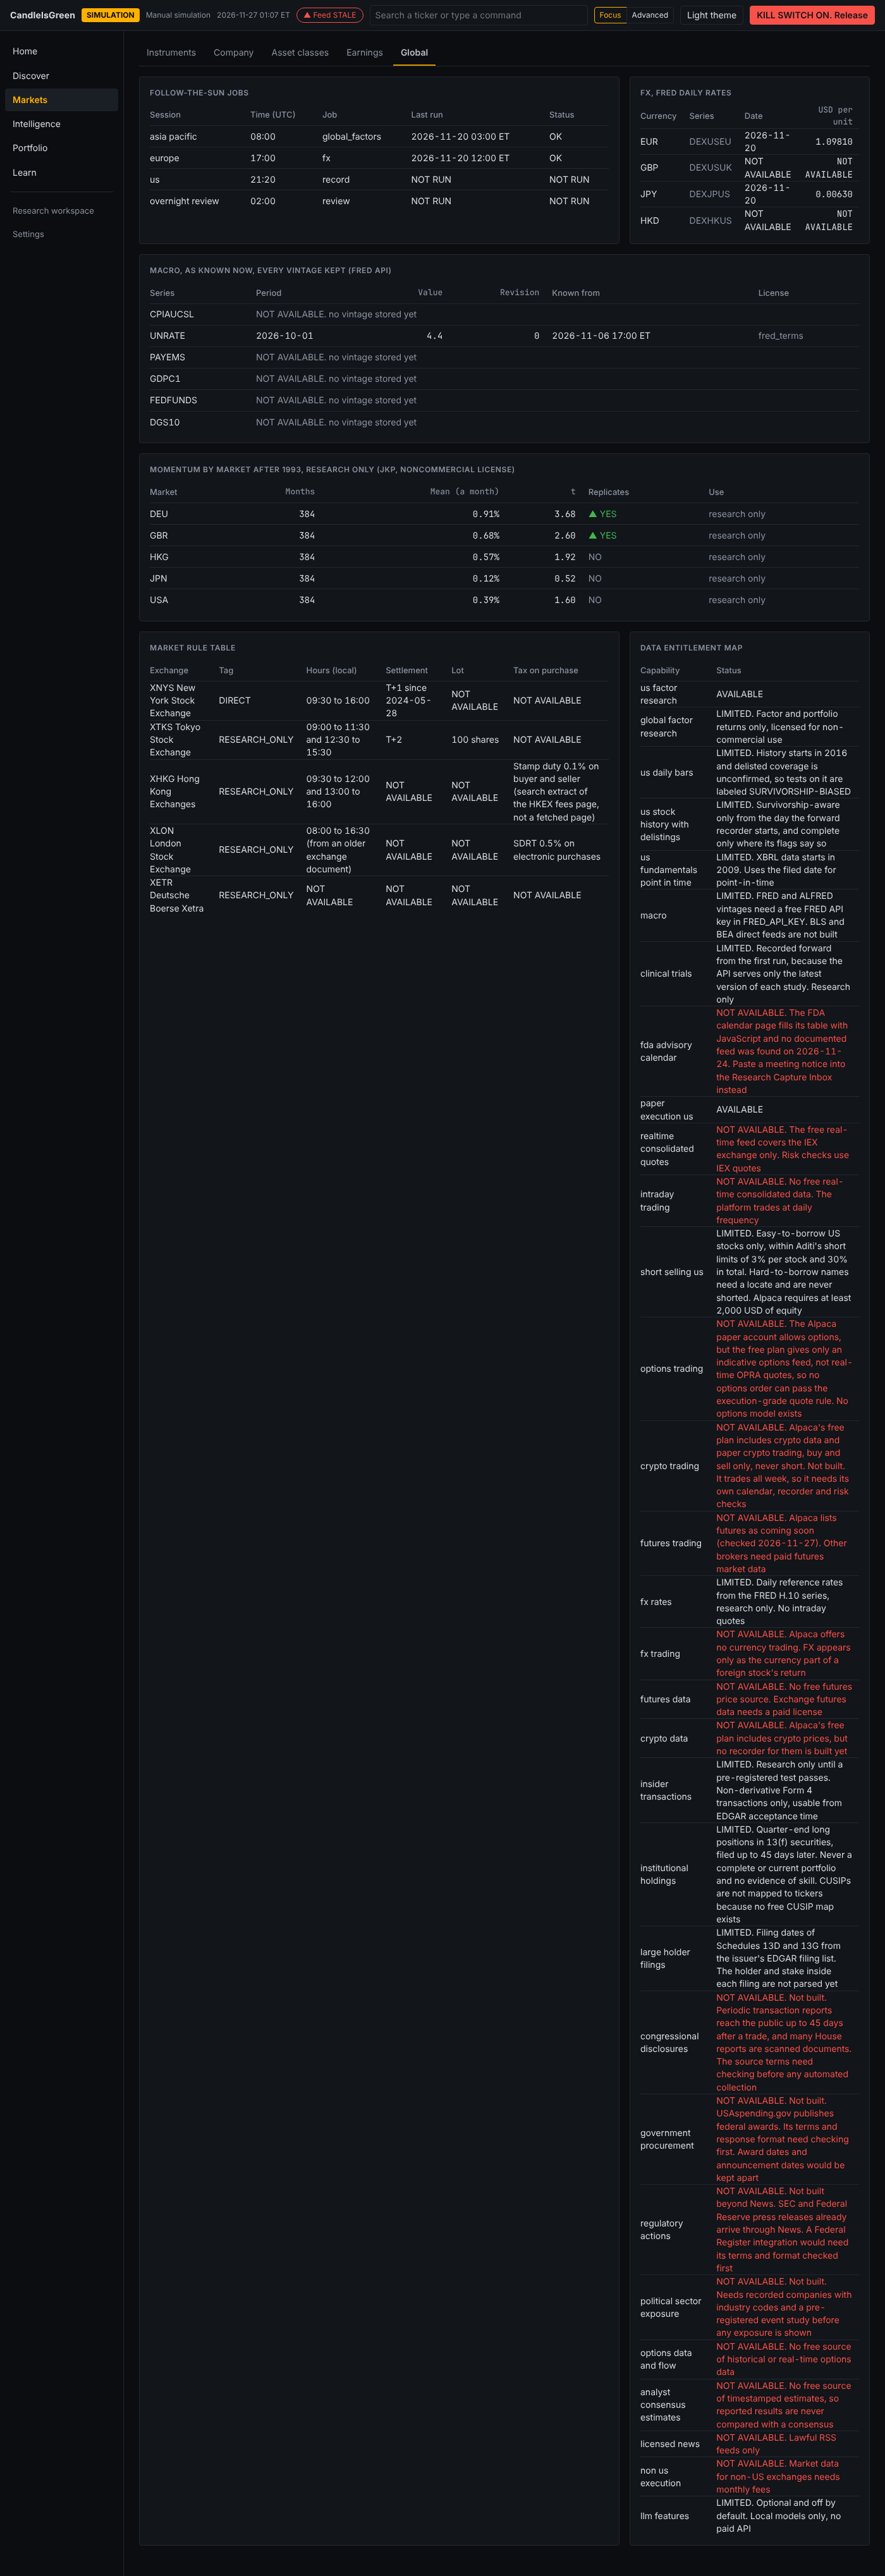 CandleIsGreen SIMULATION Manual simulation 2026-11-27 01:07 ET ▲ Feed STALE Search a ticker or type a command Focus Advanced Light theme KILL SWITCH ON. Release
Home
Discover
Markets
Intelligence
Portfolio
Learn
Research workspace
Settings
Instruments Company Asset classes Earnings Global
FOLLOW-THE-SUN JOBS
Session Time (UTC) Job Last run Status
asia pacific 08:00 global_factors 2026-11-20 03:00 ET OK
europe 17:00 fx 2026-11-20 12:00 ET OK
us 21:20 record NOT RUN NOT RUN
overnight review 02:00 review NOT RUN NOT RUN
FX, FRED DAILY RATES
Currency Series Date USD per
unit
EUR DEXUSEU 2026-11-
20 1.09810
GBP DEXUSUK NOT
AVAILABLE NOT
AVAILABLE
JPY DEXJPUS 2026-11-
20 0.00630
HKD DEXHKUS NOT
AVAILABLE NOT
AVAILABLE
MACRO, AS KNOWN NOW, EVERY VINTAGE KEPT (FRED API)
Series Period Value Revision Known from License
CPIAUCSL NOT AVAILABLE. no vintage stored yet
UNRATE 2026-10-01 4.4 0 2026-11-06 17:00 ET fred_terms
PAYEMS NOT AVAILABLE. no vintage stored yet
GDPC1 NOT AVAILABLE. no vintage stored yet
FEDFUNDS NOT AVAILABLE. no vintage stored yet
DGS10 NOT AVAILABLE. no vintage stored yet
MOMENTUM BY MARKET AFTER 1993, RESEARCH ONLY (JKP, NONCOMMERCIAL LICENSE)
Market Months Mean (a month) t Replicates Use
DEU 384 0.91% 3.68 ▲ YES research only
GBR 384 0.68% 2.60 ▲ YES research only
HKG 384 0.57% 1.92 NO research only
JPN 384 0.12% 0.52 NO research only
USA 384 0.39% 1.60 NO research only
MARKET RULE TABLE
Exchange Tag Hours (local) Settlement Lot Tax on purchase
XNYS New
York Stock
Exchange DIRECT 09:30 to 16:00 T+1 since
2024-05-
28 NOT
AVAILABLE NOT AVAILABLE
XTKS Tokyo
Stock
Exchange RESEARCH_ONLY 09:00 to 11:30
and 12:30 to
15:30 T+2 100 shares NOT AVAILABLE
XHKG Hong
Kong
Exchanges RESEARCH_ONLY 09:30 to 12:00
and 13:00 to
16:00 NOT
AVAILABLE NOT
AVAILABLE Stamp duty 0.1% on
buyer and seller
(search extract of
the HKEX fees page,
not a fetched page)
XLON
London
Stock
Exchange RESEARCH_ONLY 08:00 to 16:30
(from an older
exchange
document) NOT
AVAILABLE NOT
AVAILABLE SDRT 0.5% on
electronic purchases
XETR
Deutsche
Boerse Xetra RESEARCH_ONLY NOT
AVAILABLE NOT
AVAILABLE NOT
AVAILABLE NOT AVAILABLE
DATA ENTITLEMENT MAP
Capability Status
us factor
research AVAILABLE
global factor
research LIMITED. Factor and portfolio
returns only, licensed for non-
commercial use
us daily bars LIMITED. History starts in 2016
and delisted coverage is
unconfirmed, so tests on it are
labeled SURVIVORSHIP-BIASED
us stock
history with
delistings LIMITED. Survivorship-aware
only from the day the forward
recorder starts, and complete
only where its flags say so
us
fundamentals
point in time LIMITED. XBRL data starts in
2009. Uses the filed date for
point-in-time
macro LIMITED. FRED and ALFRED
vintages need a free FRED API
key in FRED_API_KEY. BLS and
BEA direct feeds are not built
clinical trials LIMITED. Recorded forward
from the first run, because the
API serves only the latest
version of each study. Research
only
fda advisory
calendar NOT AVAILABLE. The FDA
calendar page fills its table with
JavaScript and no documented
feed was found on 2026-11-
24. Paste a meeting notice into
the Research Capture Inbox
instead
paper
execution us AVAILABLE
realtime
consolidated
quotes NOT AVAILABLE. The free real-
time feed covers the IEX
exchange only. Risk checks use
IEX quotes
intraday
trading NOT AVAILABLE. No free real-
time consolidated data. The
platform trades at daily
frequency
short selling us LIMITED. Easy-to-borrow US
stocks only, within Aditi's short
limits of 3% per stock and 30%
in total. Hard-to-borrow names
need a locate and are never
shorted. Alpaca requires at least
2,000 USD of equity
options trading NOT AVAILABLE. The Alpaca
paper account allows options,
but the free plan gives only an
indicative options feed, not real-
time OPRA quotes, so no
options order can pass the
execution-grade quote rule. No
options model exists
crypto trading NOT AVAILABLE. Alpaca's free
plan includes crypto data and
paper crypto trading, buy and
sell only, never short. Not built.
It trades all week, so it needs its
own calendar, recorder and risk
checks
futures trading NOT AVAILABLE. Alpaca lists
futures as coming soon
(checked 2026-11-27). Other
brokers need paid futures
market data
fx rates LIMITED. Daily reference rates
from the FRED H.10 series,
research only. No intraday
quotes
fx trading NOT AVAILABLE. Alpaca offers
no currency trading. FX appears
only as the currency part of a
foreign stock's return
futures data NOT AVAILABLE. No free futures
price source. Exchange futures
data needs a paid license
crypto data NOT AVAILABLE. Alpaca's free
plan includes crypto prices, but
no recorder for them is built yet
insider
transactions LIMITED. Research only until a
pre-registered test passes.
Non-derivative Form 4
transactions only, usable from
EDGAR acceptance time
institutional
holdings LIMITED. Quarter-end long
positions in 13(f) securities,
filed up to 45 days later. Never a
complete or current portfolio
and no evidence of skill. CUSIPs
are not mapped to tickers
because no free CUSIP map
exists
large holder
filings LIMITED. Filing dates of
Schedules 13D and 13G from
the issuer's EDGAR filing list.
The holder and stake inside
each filing are not parsed yet
congressional
disclosures NOT AVAILABLE. Not built.
Periodic transaction reports
reach the public up to 45 days
after a trade, and many House
reports are scanned documents.
The source terms need
checking before any automated
collection
government
procurement NOT AVAILABLE. Not built.
USAspending.gov publishes
federal awards. Its terms and
response format need checking
first. Award dates and
announcement dates would be
kept apart
regulatory
actions NOT AVAILABLE. Not built
beyond News. SEC and Federal
Reserve press releases already
arrive through News. A Federal
Register integration would need
its terms and format checked
first
political sector
exposure NOT AVAILABLE. Not built.
Needs recorded companies with
industry codes and a pre-
registered event study before
any exposure is shown
options data
and flow NOT AVAILABLE. No free source
of historical or real-time options
data
analyst
consensus
estimates NOT AVAILABLE. No free source
of timestamped estimates, so
reported results are never
compared with a consensus
licensed news NOT AVAILABLE. Lawful RSS
feeds only
non us
execution NOT AVAILABLE. Market data
for non-US exchanges needs
monthly fees
llm features LIMITED. Optional and off by
default. Local models only, no
paid API